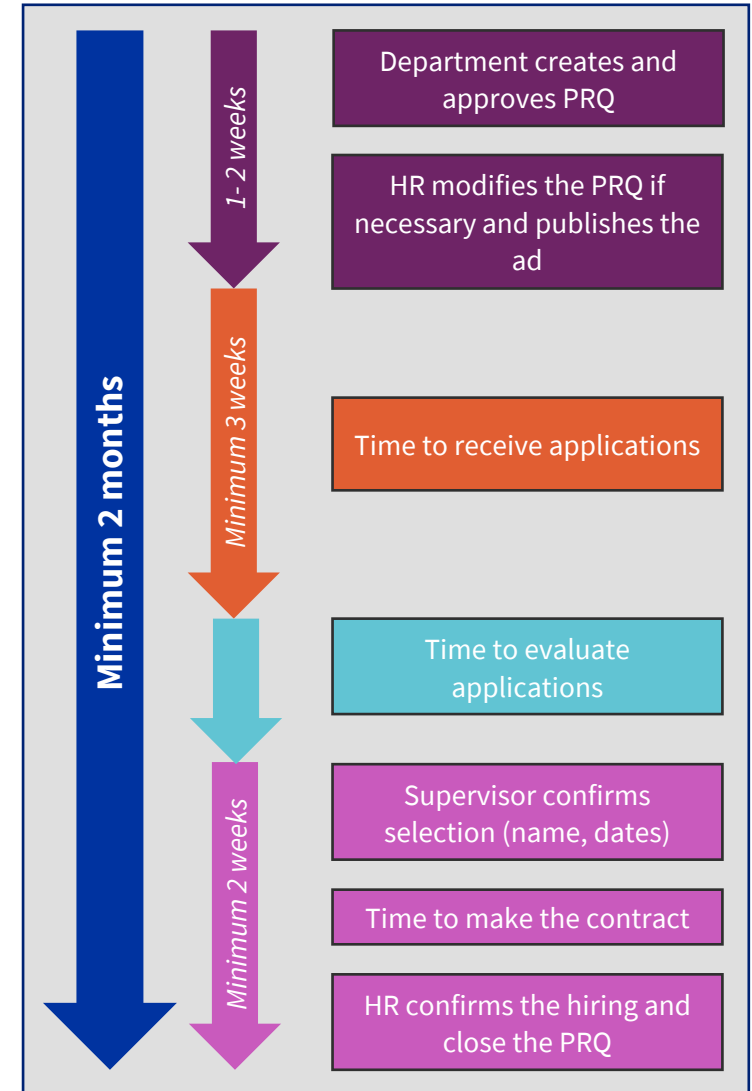 Minimum 2 months
1- 2 weeks
Department creates and
approves PRQ
HR modifies the PRQ if
necessary and publishes the
ad
Minimum 3 weeks
Time to receive applications
Time to evaluate
applications
Minimum 2 weeks
Supervisor confirms
selection (name, dates)
Time to make the contract
HR confirms the hiring and
close the PRQ